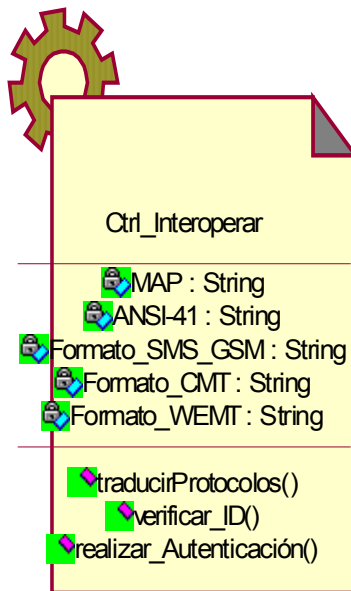 Ctrl_Interoperar
MAP : String
ANSI-41 : String
Formato_SMS_GSM : String
Formato_CMT : String
Formato_WEMT : String
traducirProtocolos()
verificar_ID()
realizar_Autenticación()